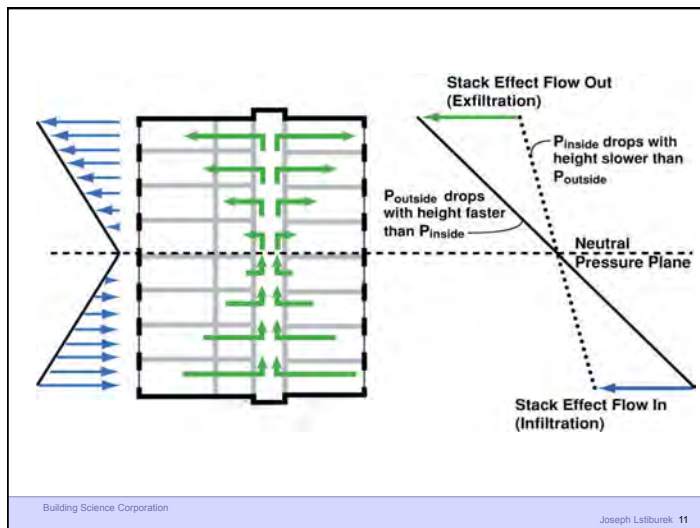 Stack Effect Flow Out
(Exfiltration)
Pinside drops with
height slower than
Poutside
Poutside drops
with height faster
than Pinside
Neutral
Pressure Plane
Stack Effect Flow In
(Infiltration)
Building Science Corporation
Joseph Lstiburek 11